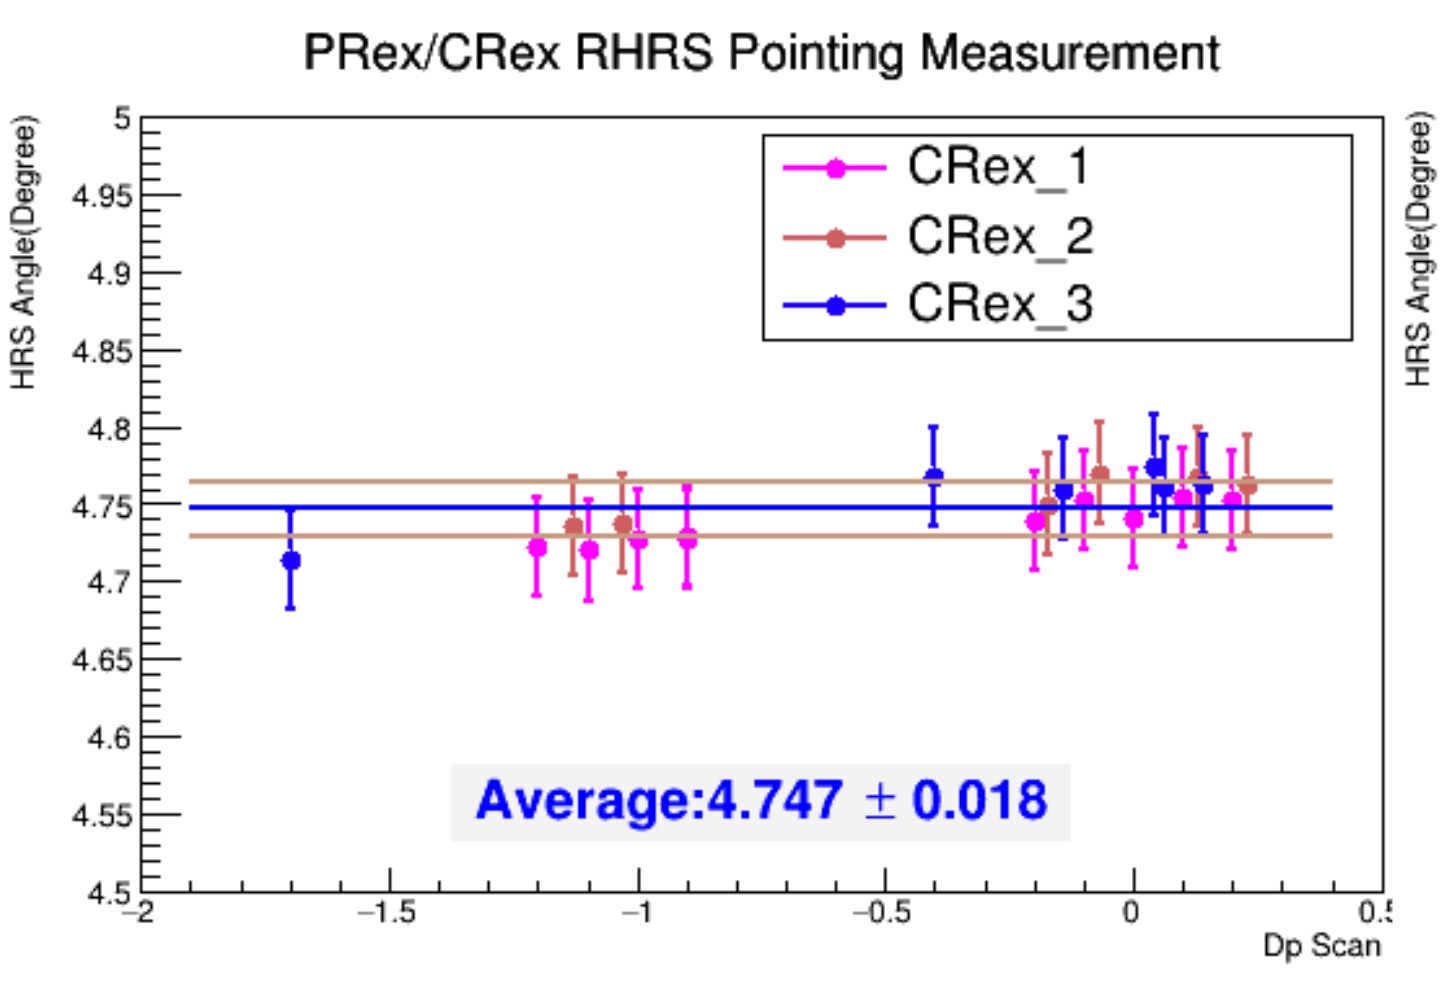 PRex/CRex RHRS Pointing Measurement
HRS Angle(Degree)
HRS Angle(Degree)
CRex_1
CRex_2
CRex_3
5
4.95
4.9
4.85
4.8
4.75
4.7
4.65
4.6
4.55
4.5
Average:4.747 ± 0.018
−2 −1.5 −1 −0.5 0 0.5
Dp Scan